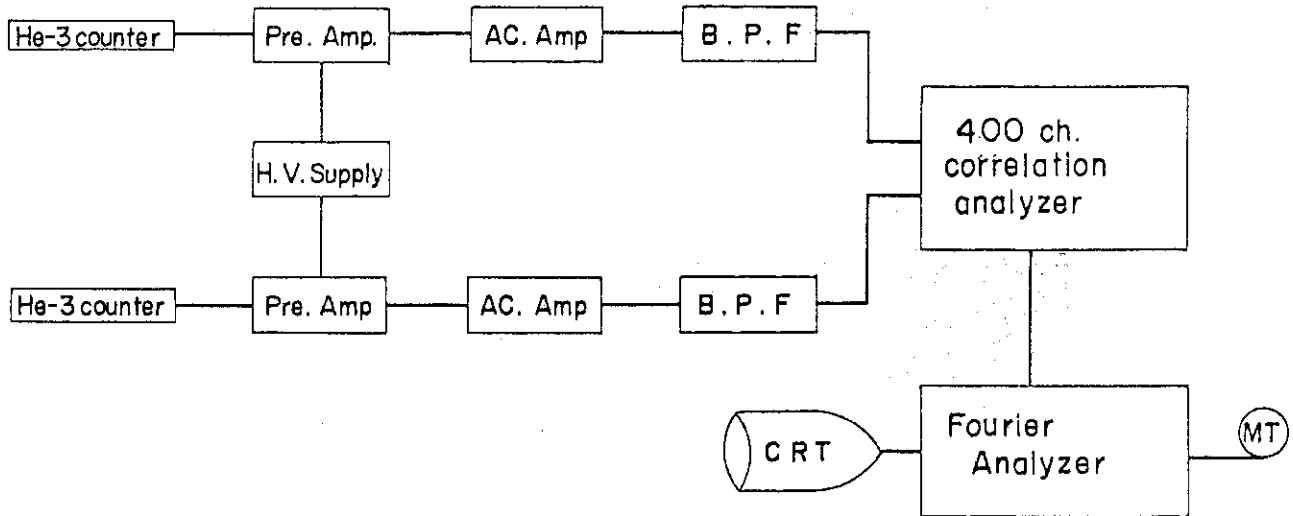 He-3 counter
Pre. Amp.
AC. Amp
B. P. F
H. V. Supply
400 ch.
correlation
analyzer
He-3 counter
Pre. Amp
AC. Amp
B. P. F
CRT
Fourier
Analyzer
MT